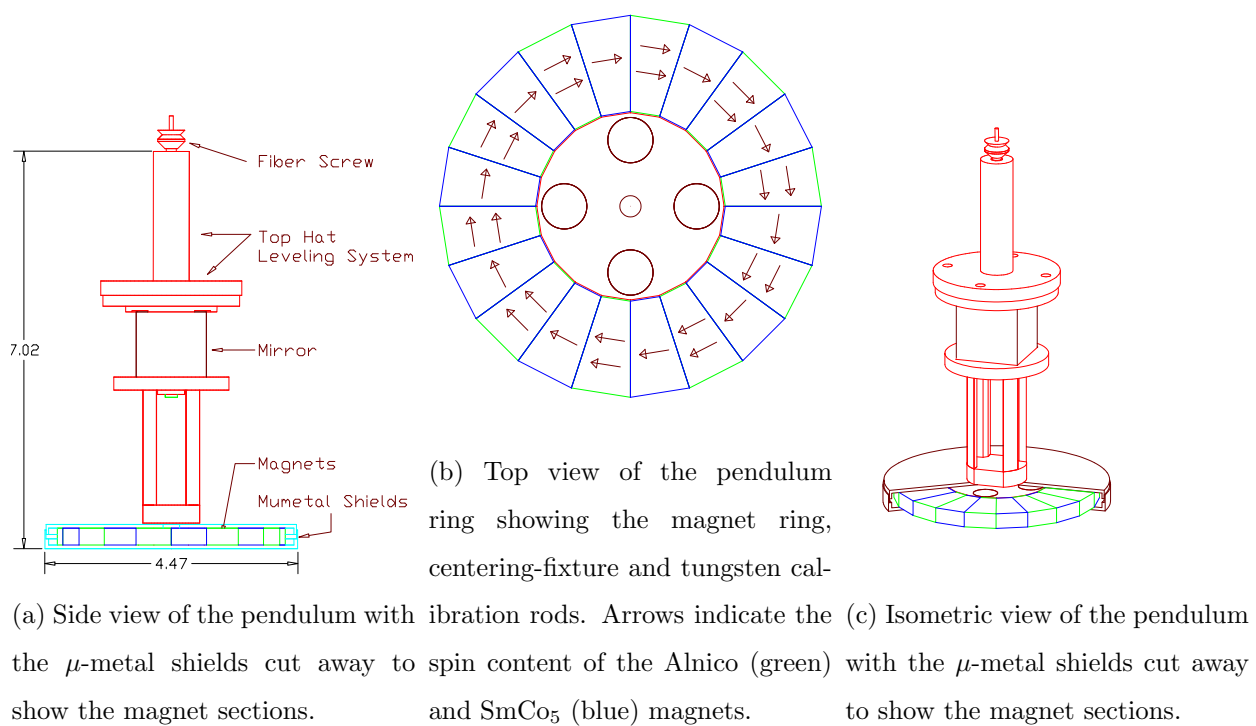 Fiber Screw
Top Hat
Leveling System
7.02
Mirror
Magnets
Mumetal Shields
4.47
(a) Side view of the pendulum with
the μ-metal shields cut away to
show the magnet sections.
(b) Top view of the pendulum
ring showing the magnet ring,
centering-fixture and tungsten cal-
ibration rods. Arrows indicate the
spin content of the Alnico (green)
and SmCo₅ (blue) magnets.
(c) Isometric view of the pendulum
with the μ-metal shields cut away
to show the magnet sections.